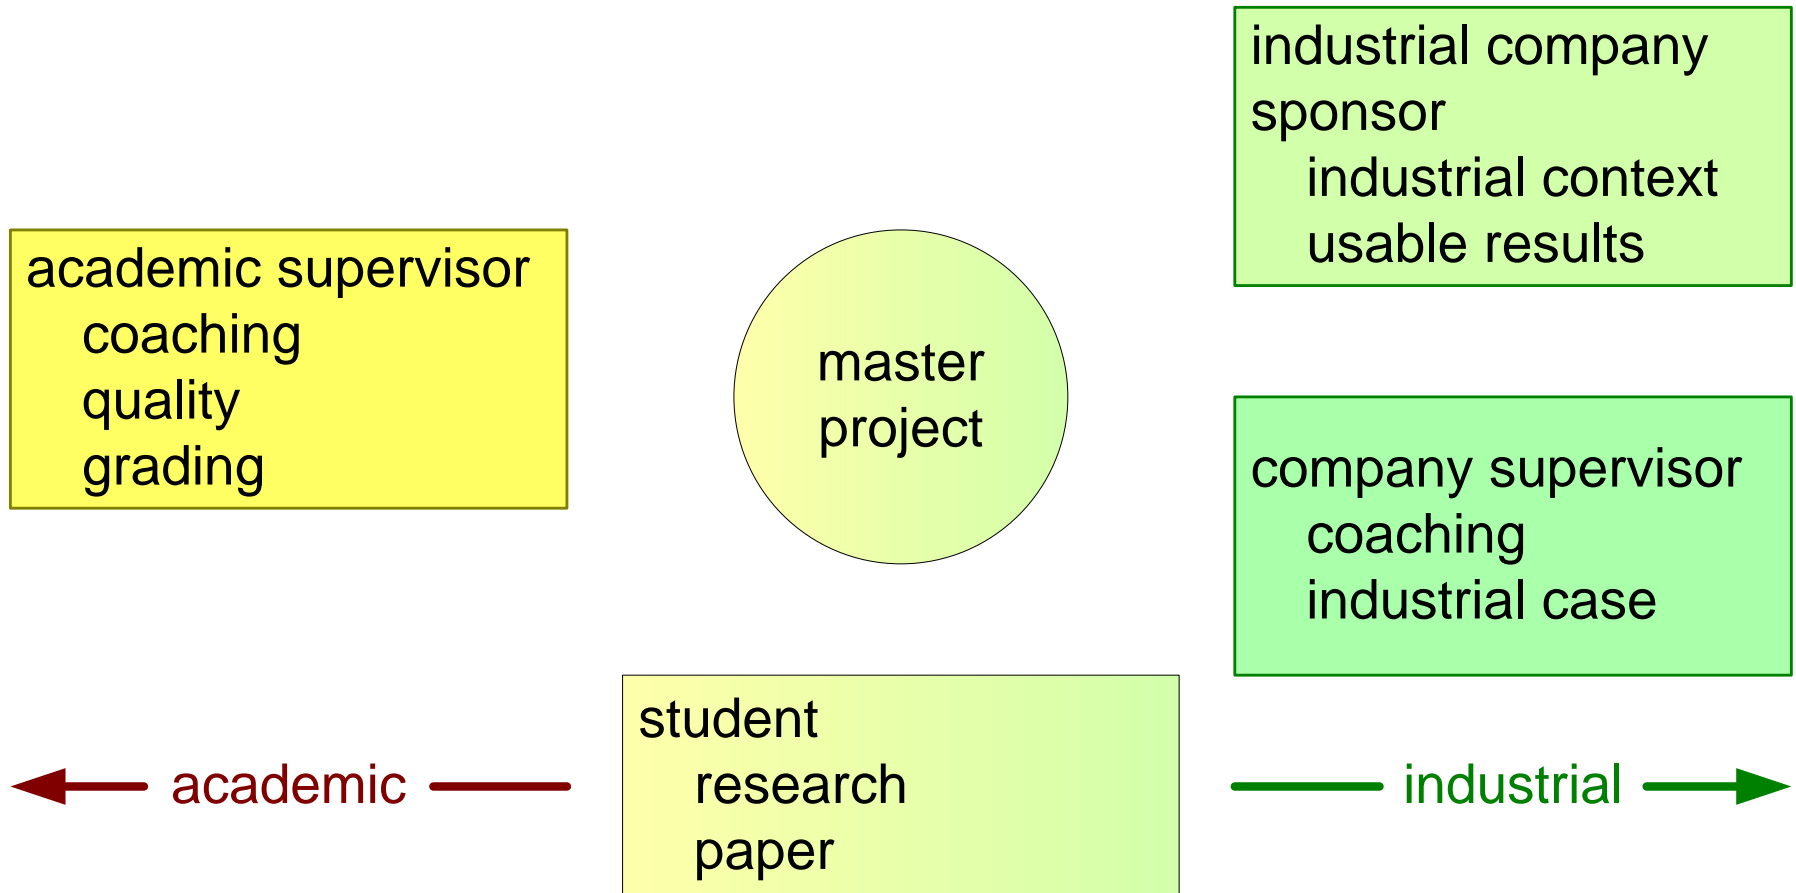 industrial company
sponsor
industrial context
usable results
academic supervisor
coaching
quality
grading
master
project
company supervisor
coaching
industrial case
student
research
paper
academic
industrial